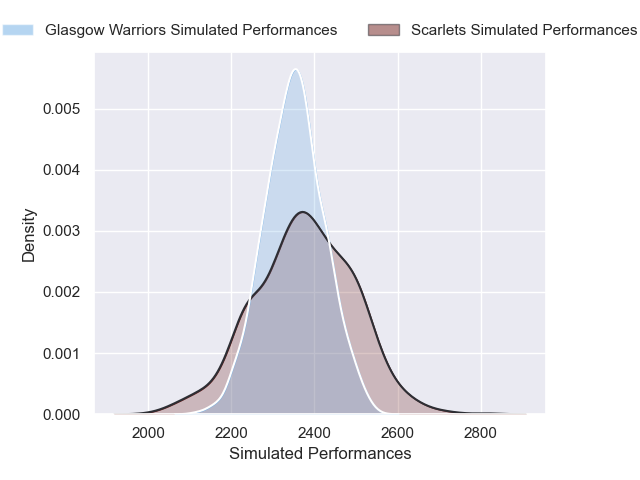 Glasgow Warriors Simulated Performances Scarlets Simulated Performances
0.005
0.004
0.003
0.002
0.001
0.000
Density
2000 2200 2400 2600 2800
Simulated Performances